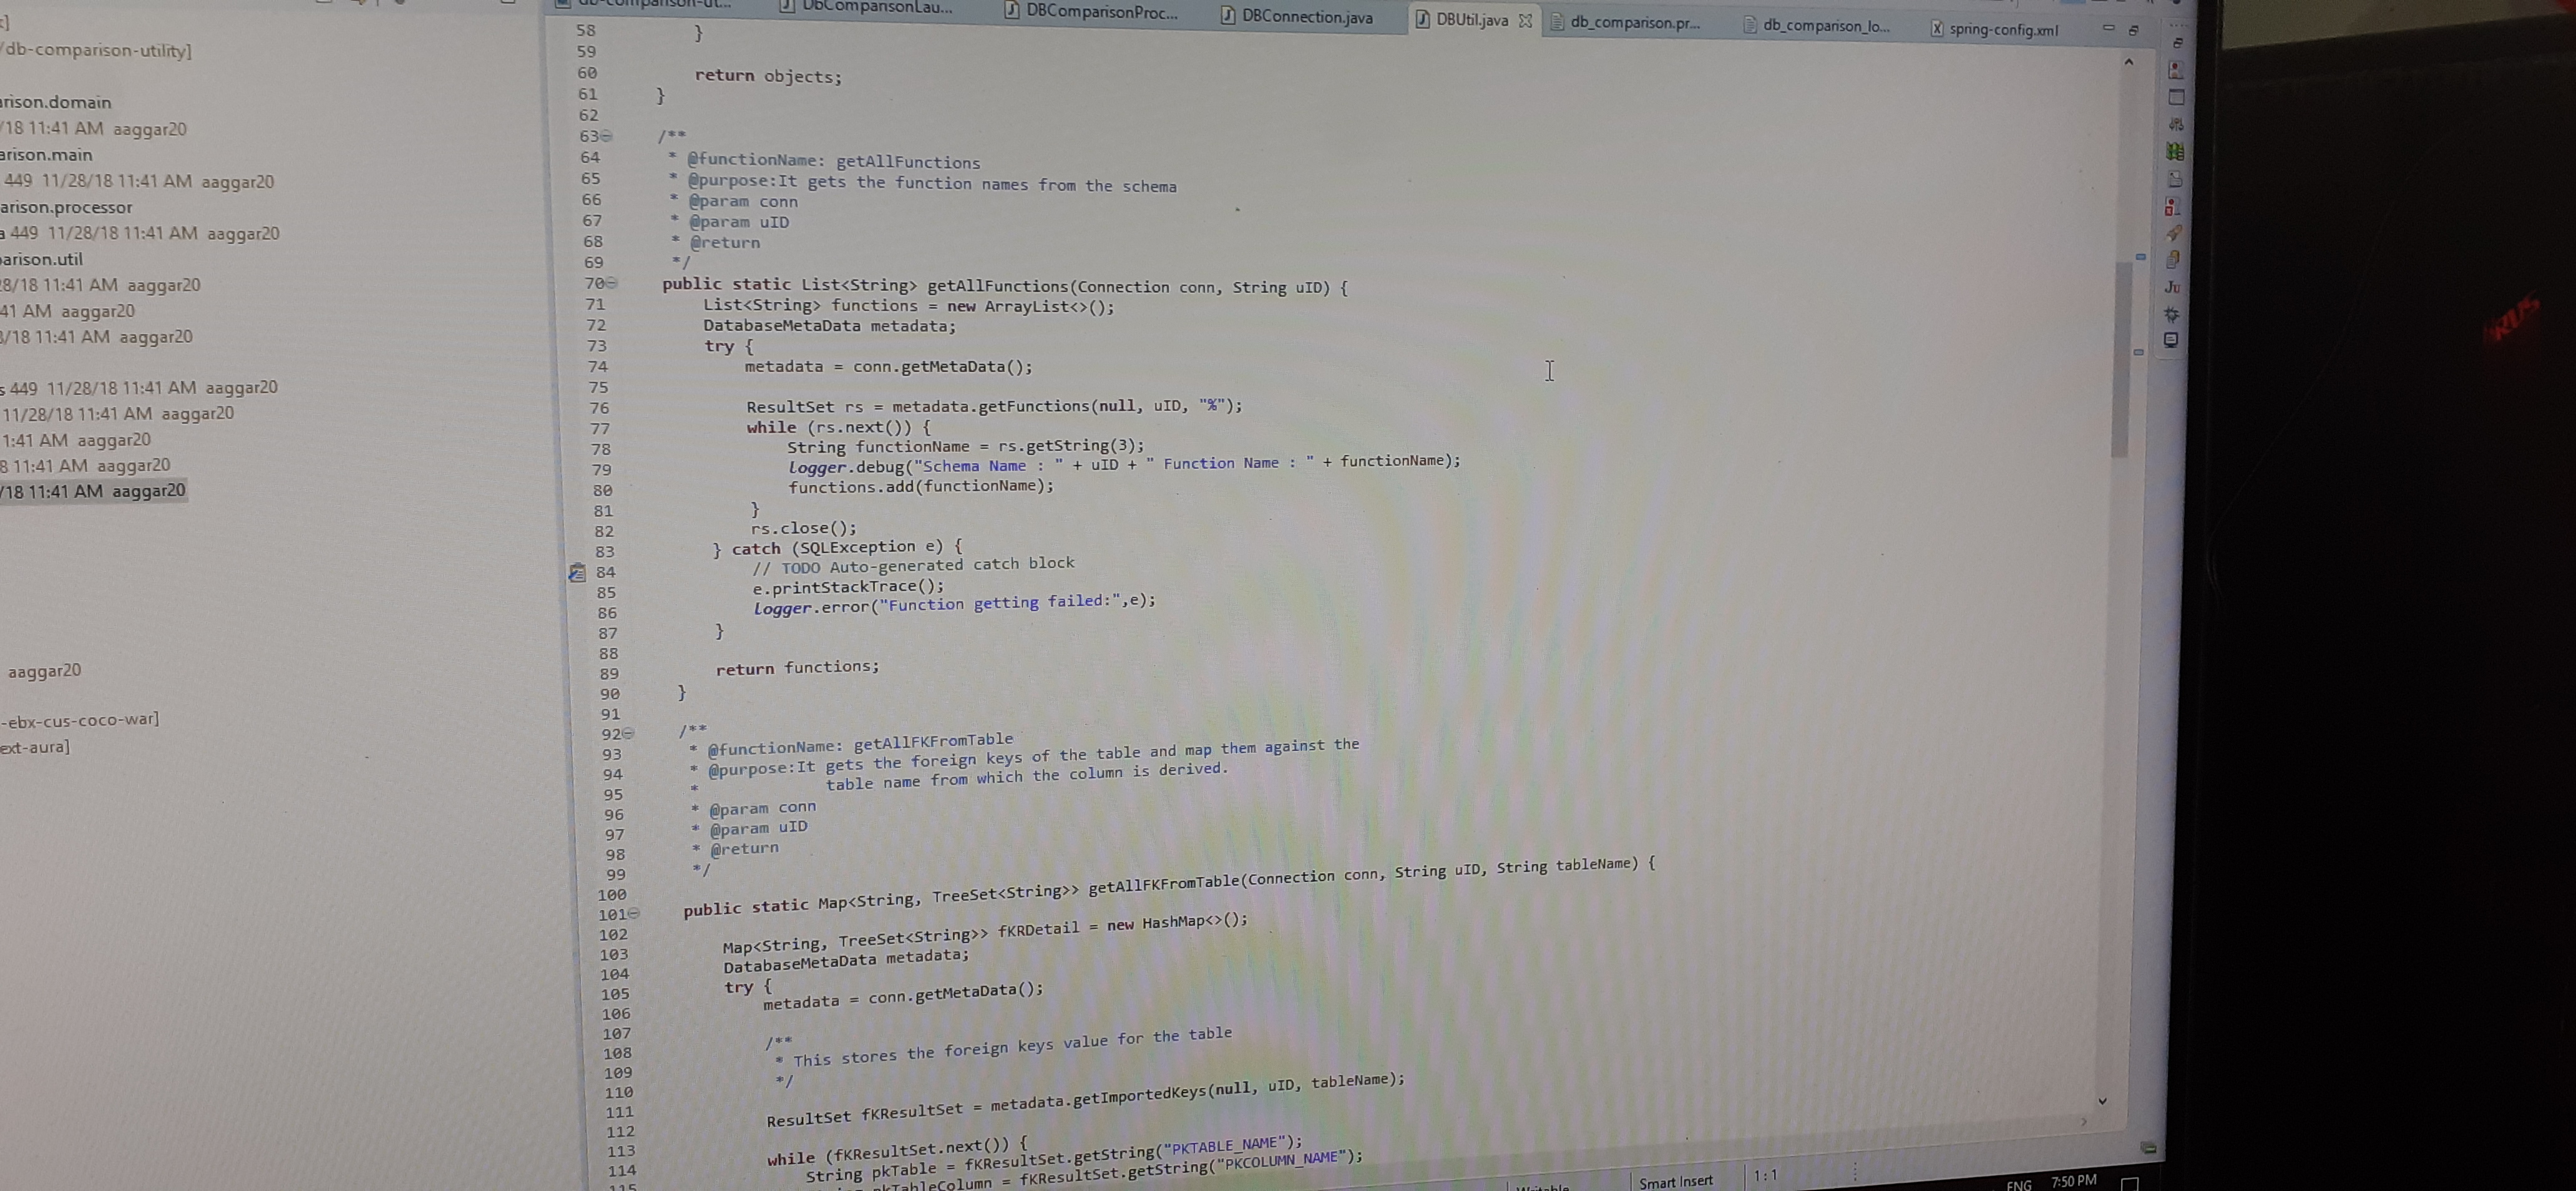 DBComparisonProc...
DBConnection.java
DBUtil.java
db_comparison.pr...
db_comparison_lo...
spring-config.xml
/db-comparison-utility]
arison.domain
/18 11:41 AM aaggar20
arison.main
449 11/28/18 11:41 AM aaggar20
arison.processor
a 449 11/28/18 11:41 AM aaggar20
arison.util
8/18 11:41 AM aaggar20
41 AM aaggar20
8/18 11:41 AM aaggar20
s 449 11/28/18 11:41 AM aaggar20
11/28/18 11:41 AM aaggar20
1:41 AM aaggar20
8 11:41 AM aaggar20
/18 11:41 AM aaggar20
aaggar20
-ebx-cus-coco-war]
ext-aura]
58 }
59
60 return objects;
61 }
62
63 /**
64 * @functionName: getAllFunctions
65 * @purpose:It gets the function names from the schema
66 * @param conn
67 * @param uID
68 * @return
69 */
70 public static List<String> getAllFunctions(Connection conn, String uID) {
71 List<String> functions = new ArrayList<>();
72 DatabaseMetaData metadata;
73 try {
74 metadata = conn.getMetaData();
75
76 ResultSet rs = metadata.getFunctions(null, uID, "%");
77 while (rs.next()) {
78 String functionName = rs.getString(3);
79 logger.debug("Schema Name : " + uID + " Function Name : " + functionName);
80 functions.add(functionName);
81 }
82 rs.close();
83 } catch (SQLException e) {
84 // TODO Auto-generated catch block
85 e.printStackTrace();
86 logger.error("Function getting failed:",e);
87 }
88
89 return functions;
90 }
91
92 /**
93 * @functionName: getAllFKFromTable
94 * @purpose:It gets the foreign keys of the table and map them against the
95 * table name from which the column is derived.
96 * @param conn
97 * @param uID
98 * @return
99 */
100
101 public static Map<String, TreeSet<String>> getAllFKFromTable(Connection conn, String uID, String tableName) {
102
103 Map<String, TreeSet<String>> fKRDetail = new HashMap<>();
104 DatabaseMetaData metadata;
105 try {
106 metadata = conn.getMetaData();
107
108 /**
109 * This stores the foreign keys value for the table
110 */
111
112 ResultSet fKResultSet = metadata.getImportedKeys(null, uID, tableName);
113
114 while (fKResultSet.next()) {
115 String pkTable = fKResultSet.getString("PKTABLE_NAME");
pkTableColumn = fKResultSet.getString("PKCOLUMN_NAME");
Smart Insert
1 : 1
ENG 7:50 PM